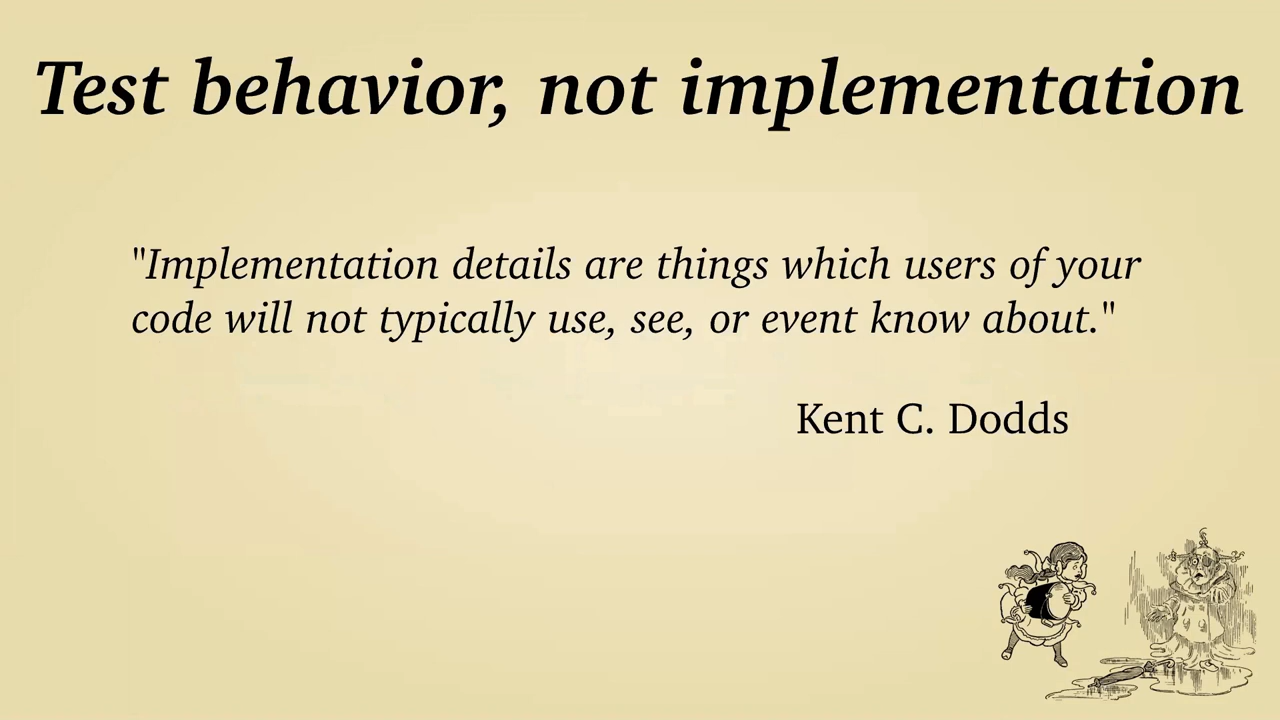 Test behavior, not implementation
"Implementation details are things which users of your
code will not typically use, see, or event know about."
Kent C. Dodds